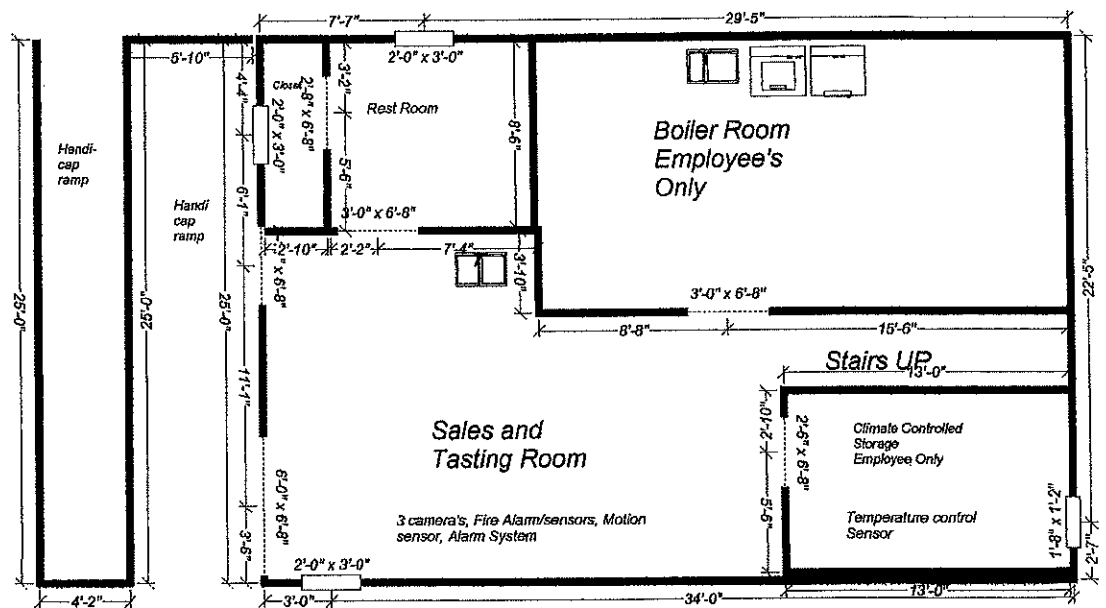 7'-7"
29'-5"
5'-10"
2'-0" x 3'-0"
4'-4"
Closet
2'-0" x 3'-0"
2'-8" x 6'-8"
3'-2"
Rest Room
5'-6"
8'-6"
Boiler Room
Employee's
Only
Handi-
cap
ramp
Handi
cap
ramp
6'-1"
3'-0" x 6'-8"
2'-10"
2'-2"
7'-4"
3'-10"
" x 6'-8"
3'-0" x 6'-8"
8'-8"
15'-6"
22'-5"
25'-0"
25'-0"
25'-0"
11'-1"
Stairs UP
13'-0"
Sales and
Tasting Room
2'-10"
2'-6" x 6'-8"
5'-6"
Climate Controlled
Storage
Employee Only
Temperature control
Sensor
1'-8" x 1'-2"
2'-7"
6'-0" x 6'-8"
3'-6"
3 camera's, Fire Alarm/sensors, Motion
sensor, Alarm System
2'-0" x 3'-0"
4'-2"
3'-0"
34'-0"
13'-0"